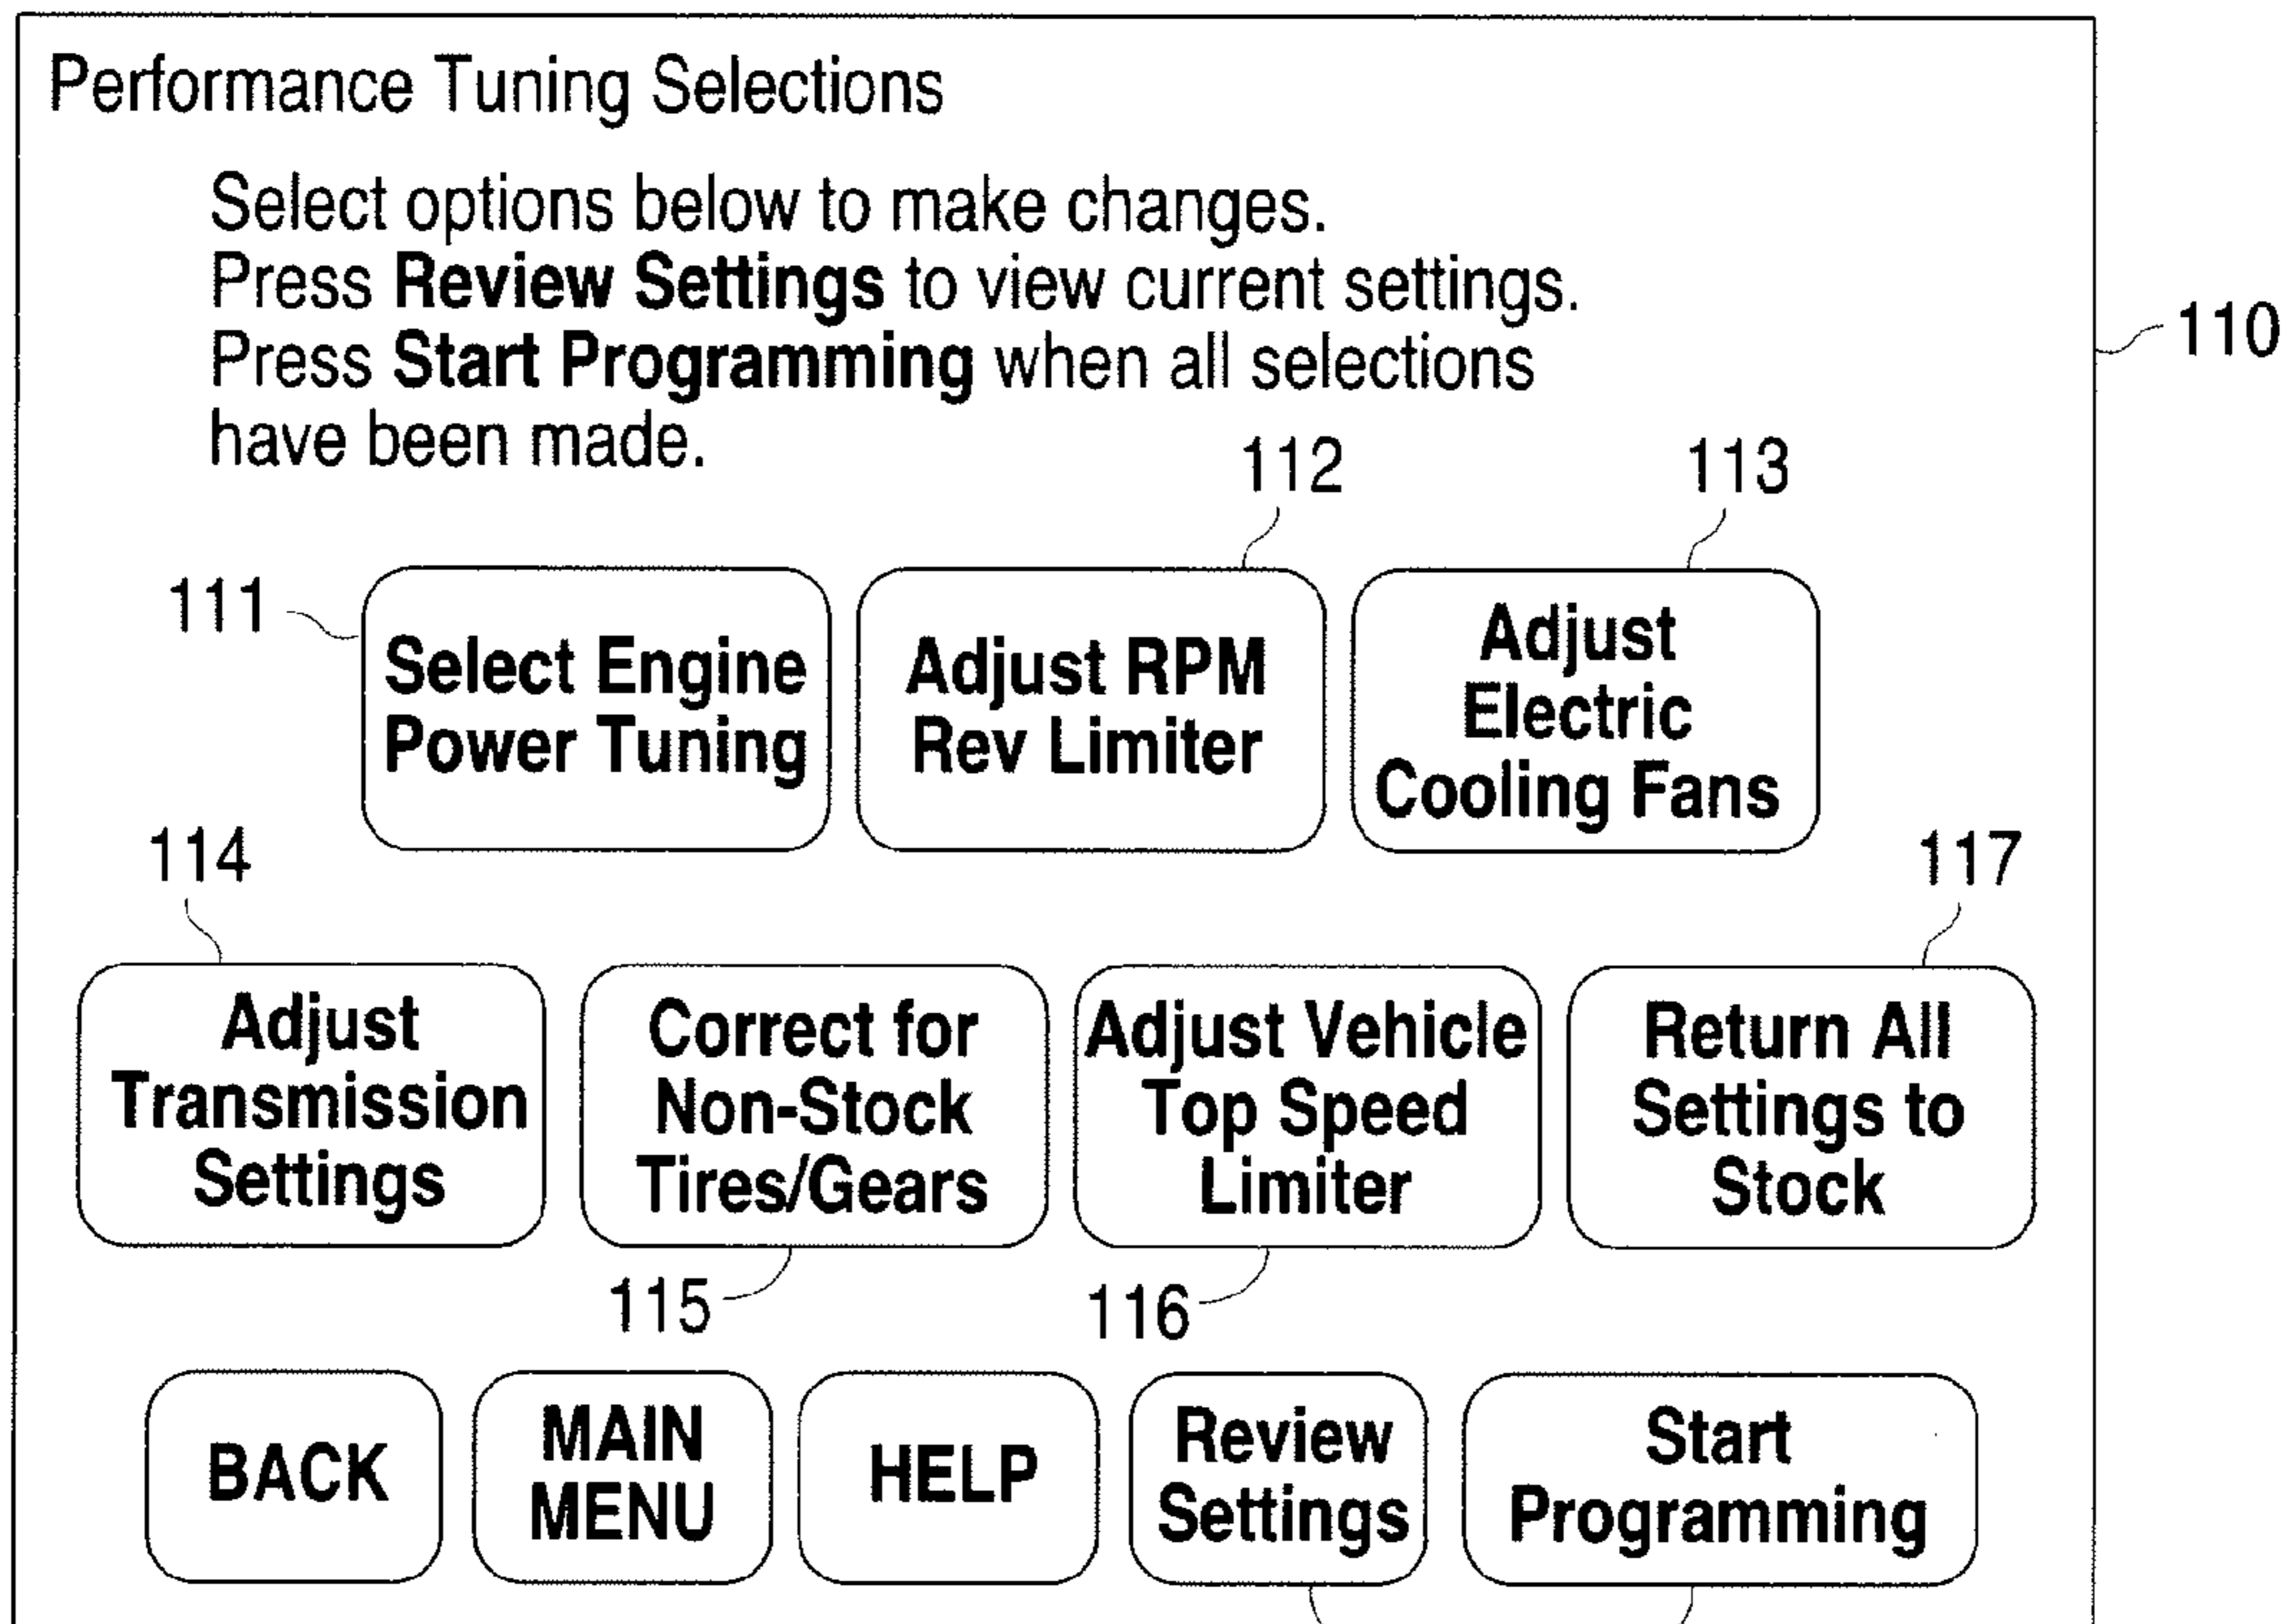 Performance Tuning Selections
Select options below to make changes.
Press Review Settings to view current settings.
Press Start Programming when all selections
have been made.
110
112
113
111
Select Engine
Power Tuning
Adjust RPM
Rev Limiter
Adjust
Electric
Cooling Fans
114
117
Adjust
Transmission
Settings
Correct for
Non-Stock
Tires/Gears
Adjust Vehicle
Top Speed
Limiter
Return All
Settings to
Stock
115
116
BACK
MAIN
MENU
HELP
Review
Settings
Start
Programming